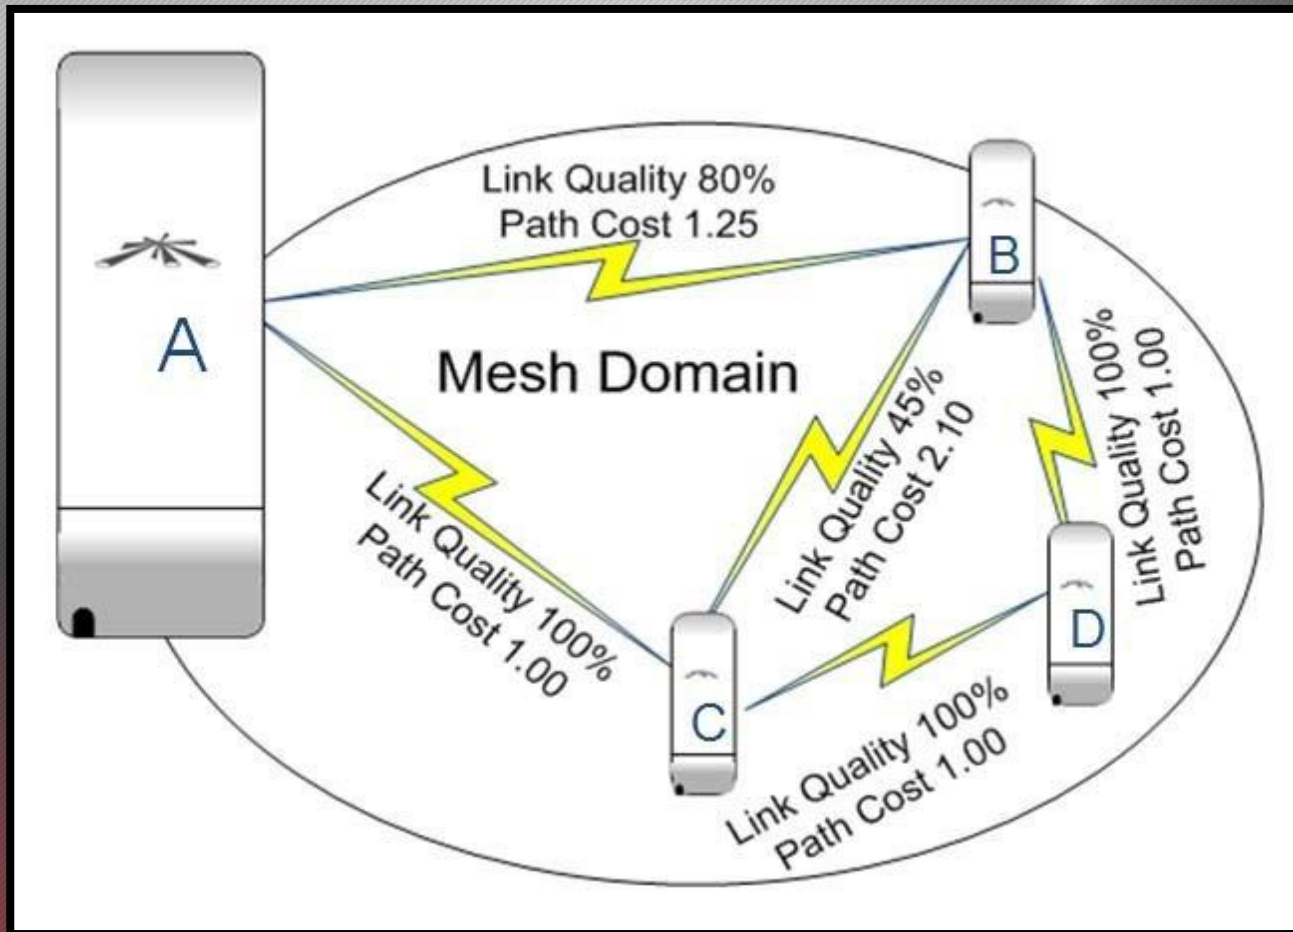 Link Quality 80%
Path Cost 1.25
B
A
Mesh Domain
Link Quality 45%
Path Cost 2.10
Link Quality 100%
Path Cost 1.00
Link Quality 100%
Path Cost 1.00
D
C
Link Quality 100%
Path Cost 1.00